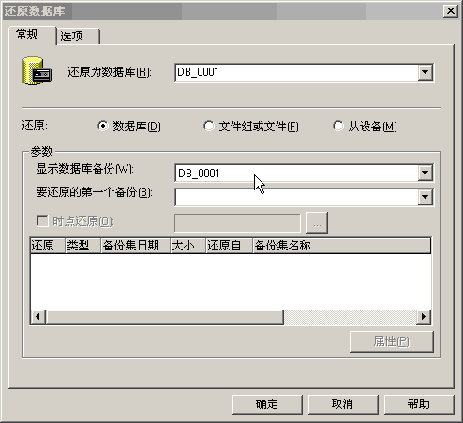 还原数据库
常规 选项
还原为数据库(R):
还原: 数据库(D) 文件组或文件(F) 从设备(M)
参数
显示数据库备份(W): DB_0001
要还原的第一个备份(S):
时点还原(O): ...
还原 类型 备份集日期 大小 还原自 备份集名称
属性(P)
确定 取消 帮助